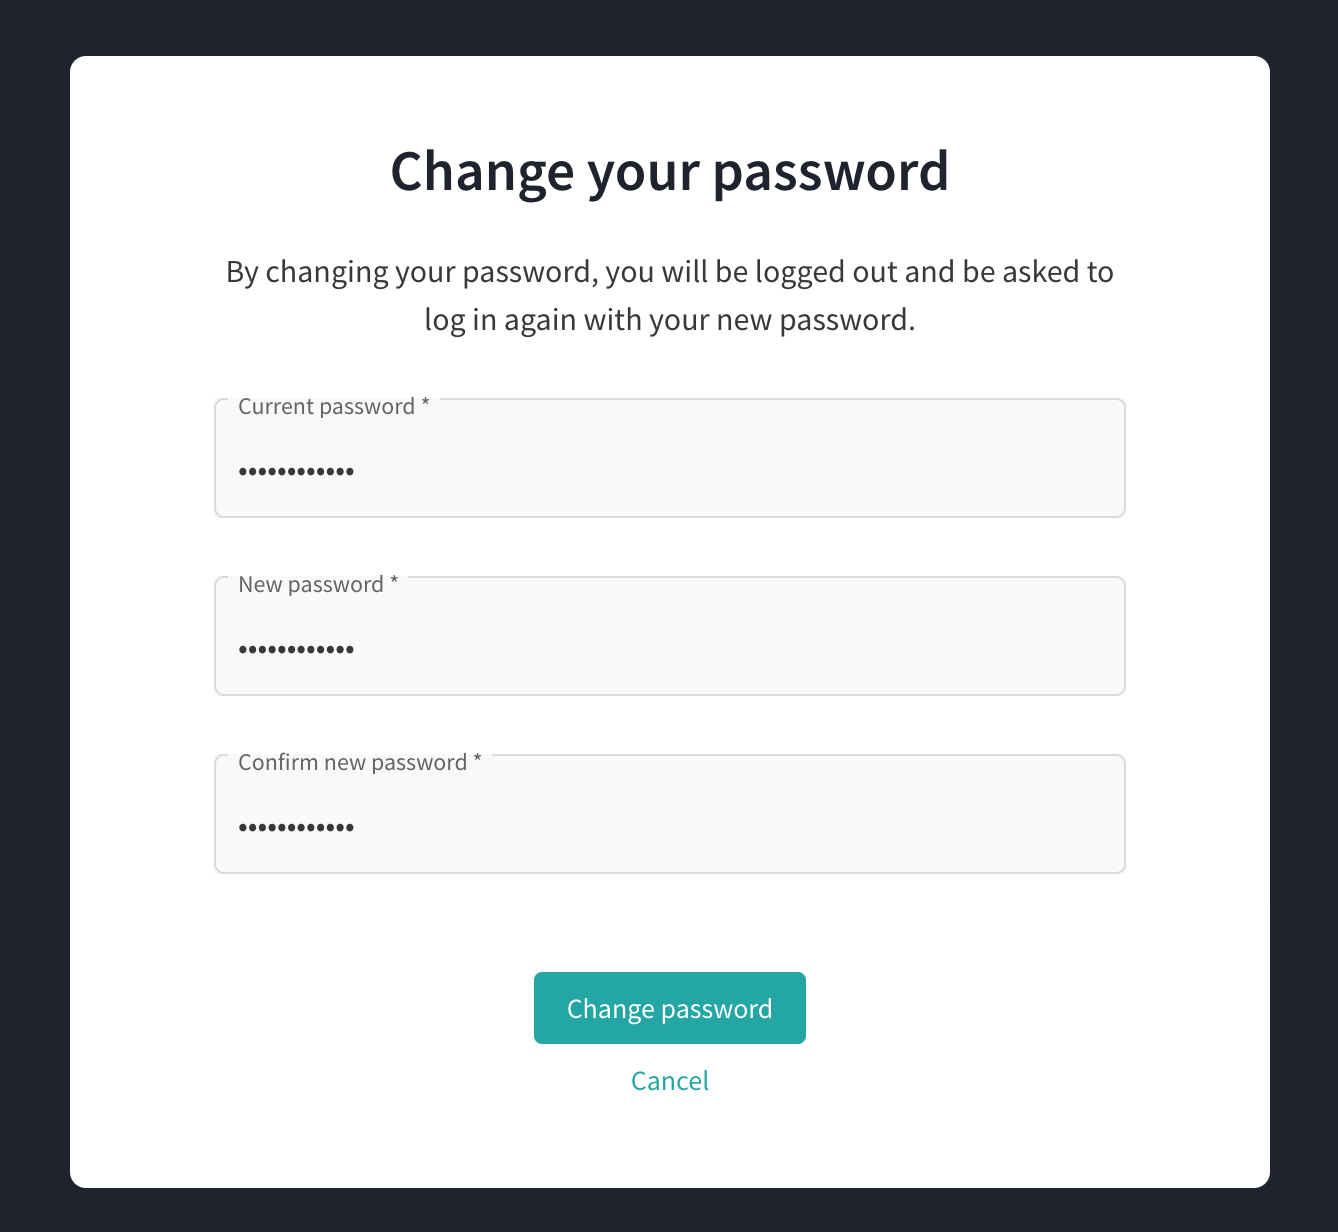 Change your password
By changing your password, you will be logged out and be asked to
log in again with your new password.
Current password *
••••••••••••
New password *
••••••••••••
Confirm new password *
••••••••••••
Change password
Cancel